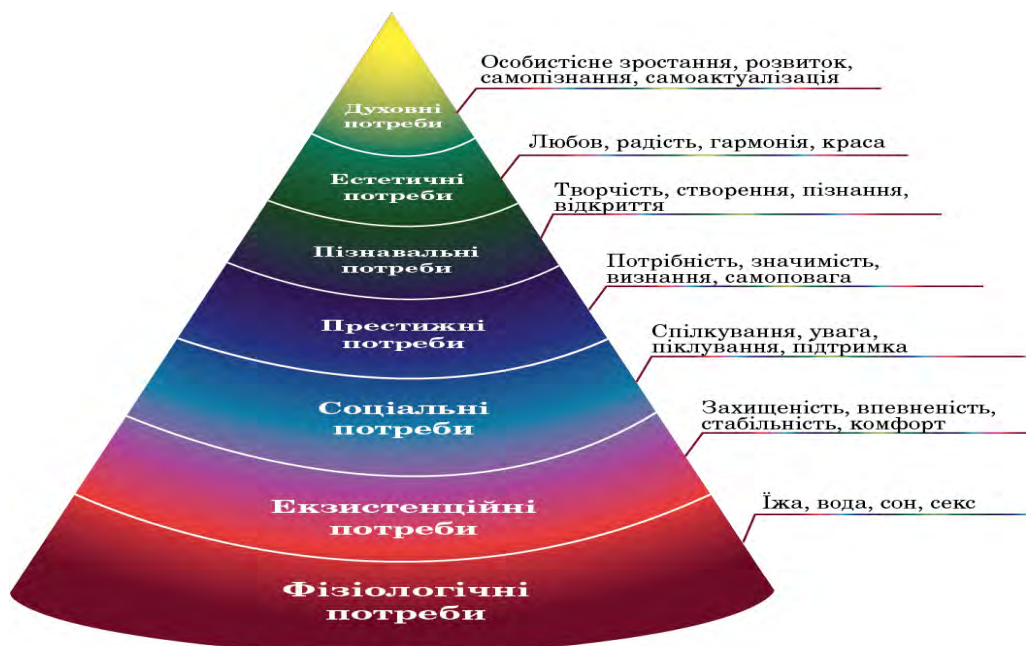 Особистісне зростання, розвиток,
самопізнання, самоактуалізація
Духовні
потреби
Любов, радість, гармонія, краса
Естетичні
потреби
Творчість, створення, пізнання,
відкриття
Пізнавальні
потреби
Потрібність, значимість,
визнання, самоповага
Престижні
потреби
Спілкування, увага,
піклування, підтримка
Соціальні
потреби
Захищеність, впевненість,
стабільність, комфорт
Екзистенційні
потреби
Їжа, вода, сон, секс
Фізіологічні
потреби